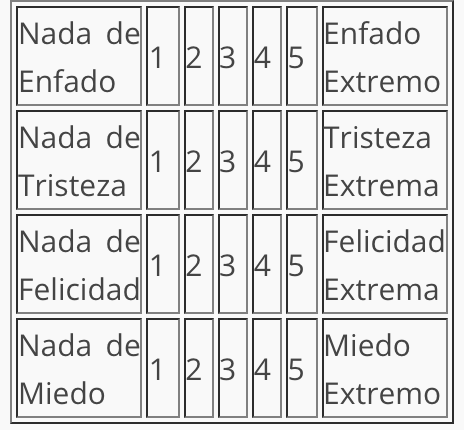 Nada de Enfado 1 2 3 4 5 Enfado Extremo
Nada de Tristeza 1 2 3 4 5 Tristeza Extrema
Nada de Felicidad 1 2 3 4 5 Felicidad Extrema
Nada de Miedo 1 2 3 4 5 Miedo Extremo